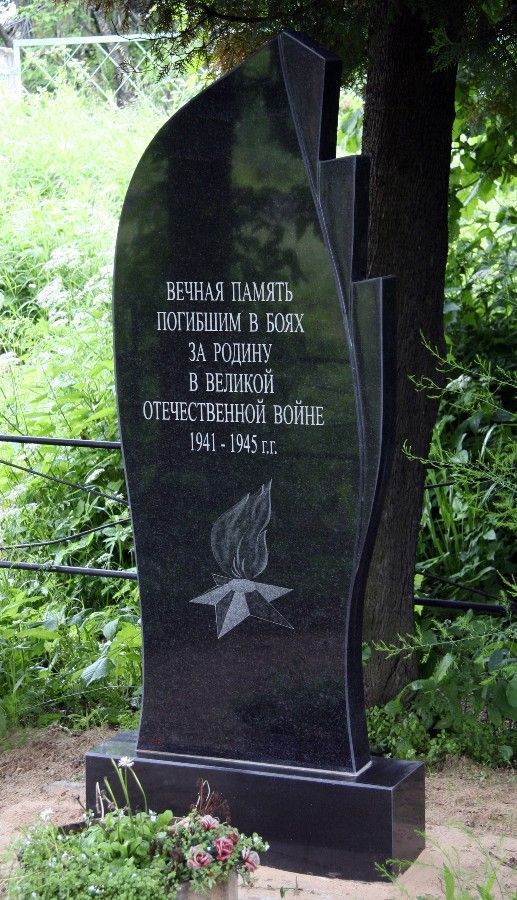 ВЕЧНАЯ ПАМЯТЬ
ПОГИБШИМ В БОЯХ
ЗА РОДИНУ
В ВЕЛИКОЙ
ОТЕЧЕСТВЕННОЙ ВОЙНЕ
1941 - 1945 г.г.